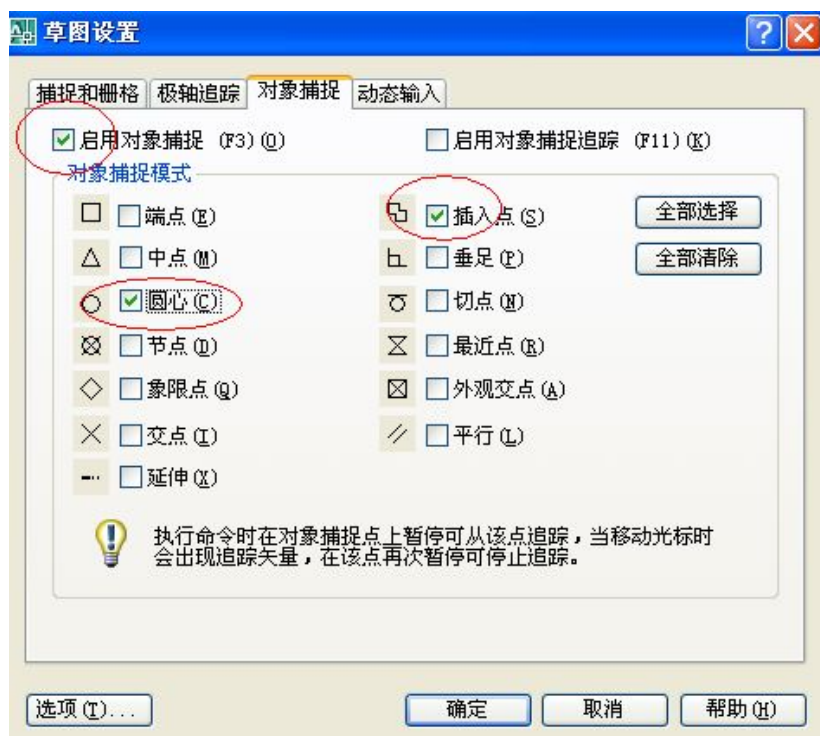 草图设置
捕捉和栅格 极轴追踪 对象捕捉 动态输入
启用对象捕捉 (F3)(O) 启用对象捕捉追踪 (F11)(K)
对象捕捉模式
端点(E) 插入点(S) 全部选择
中点(M) 垂足(P) 全部清除
圆心(C) 切点(N)
节点(D) 最近点(R)
象限点(Q) 外观交点(A)
交点(I) 平行(L)
延伸(X)
执行命令时在对象捕捉点上暂停可从该点追踪，当移动光标时
会出现追踪矢量，在该点再次暂停可停止追踪。
选项(T)... 确定 取消 帮助(H)